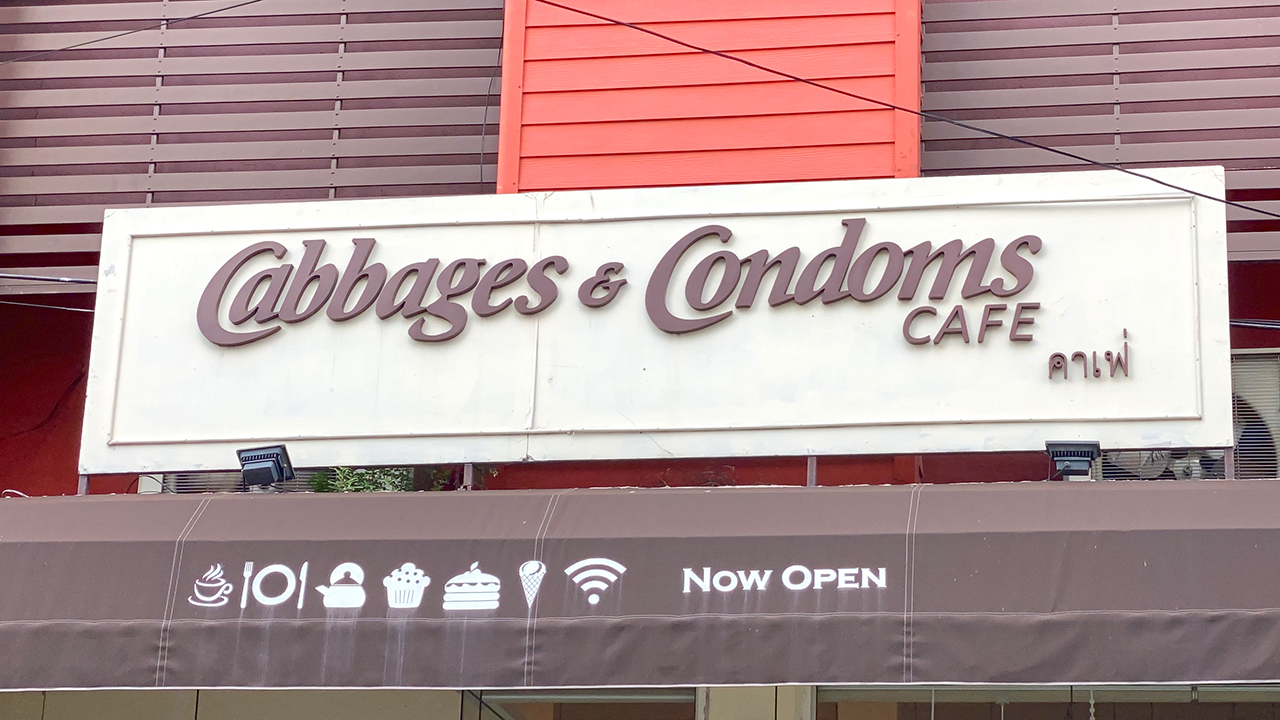 Cabbages & Condoms
CAFE
คาเฟ่
NOW OPEN